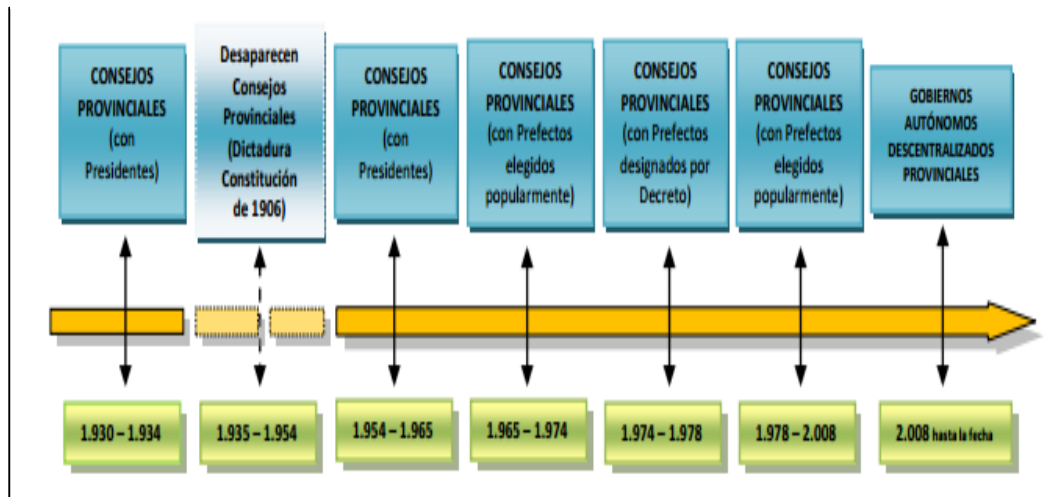 CONSEJOS
PROVINCIALES
(con
Presidentes)
Desaparecen
Consejos
Provinciales
(Dictadura
Constitución
de 1906)
CONSEJOS
PROVINCIALES
(con
Presidentes)
CONSEJOS
PROVINCIALES
(con Prefectos
elegidos
popularmente)
CONSEJOS
PROVINCIALES
(con Prefectos
designados por
Decreto)
CONSEJOS
PROVINCIALES
(con Prefectos
elegidos
popularmente)
GOBIERNOS
AUTÓNOMOS
DESCENTRALIZADOS
PROVINCIALES
1.930 – 1.934
1.935 – 1.954
1.954 – 1.965
1.965 – 1.974
1.974 – 1.978
1.978 – 2.008
2.008 hasta la fecha